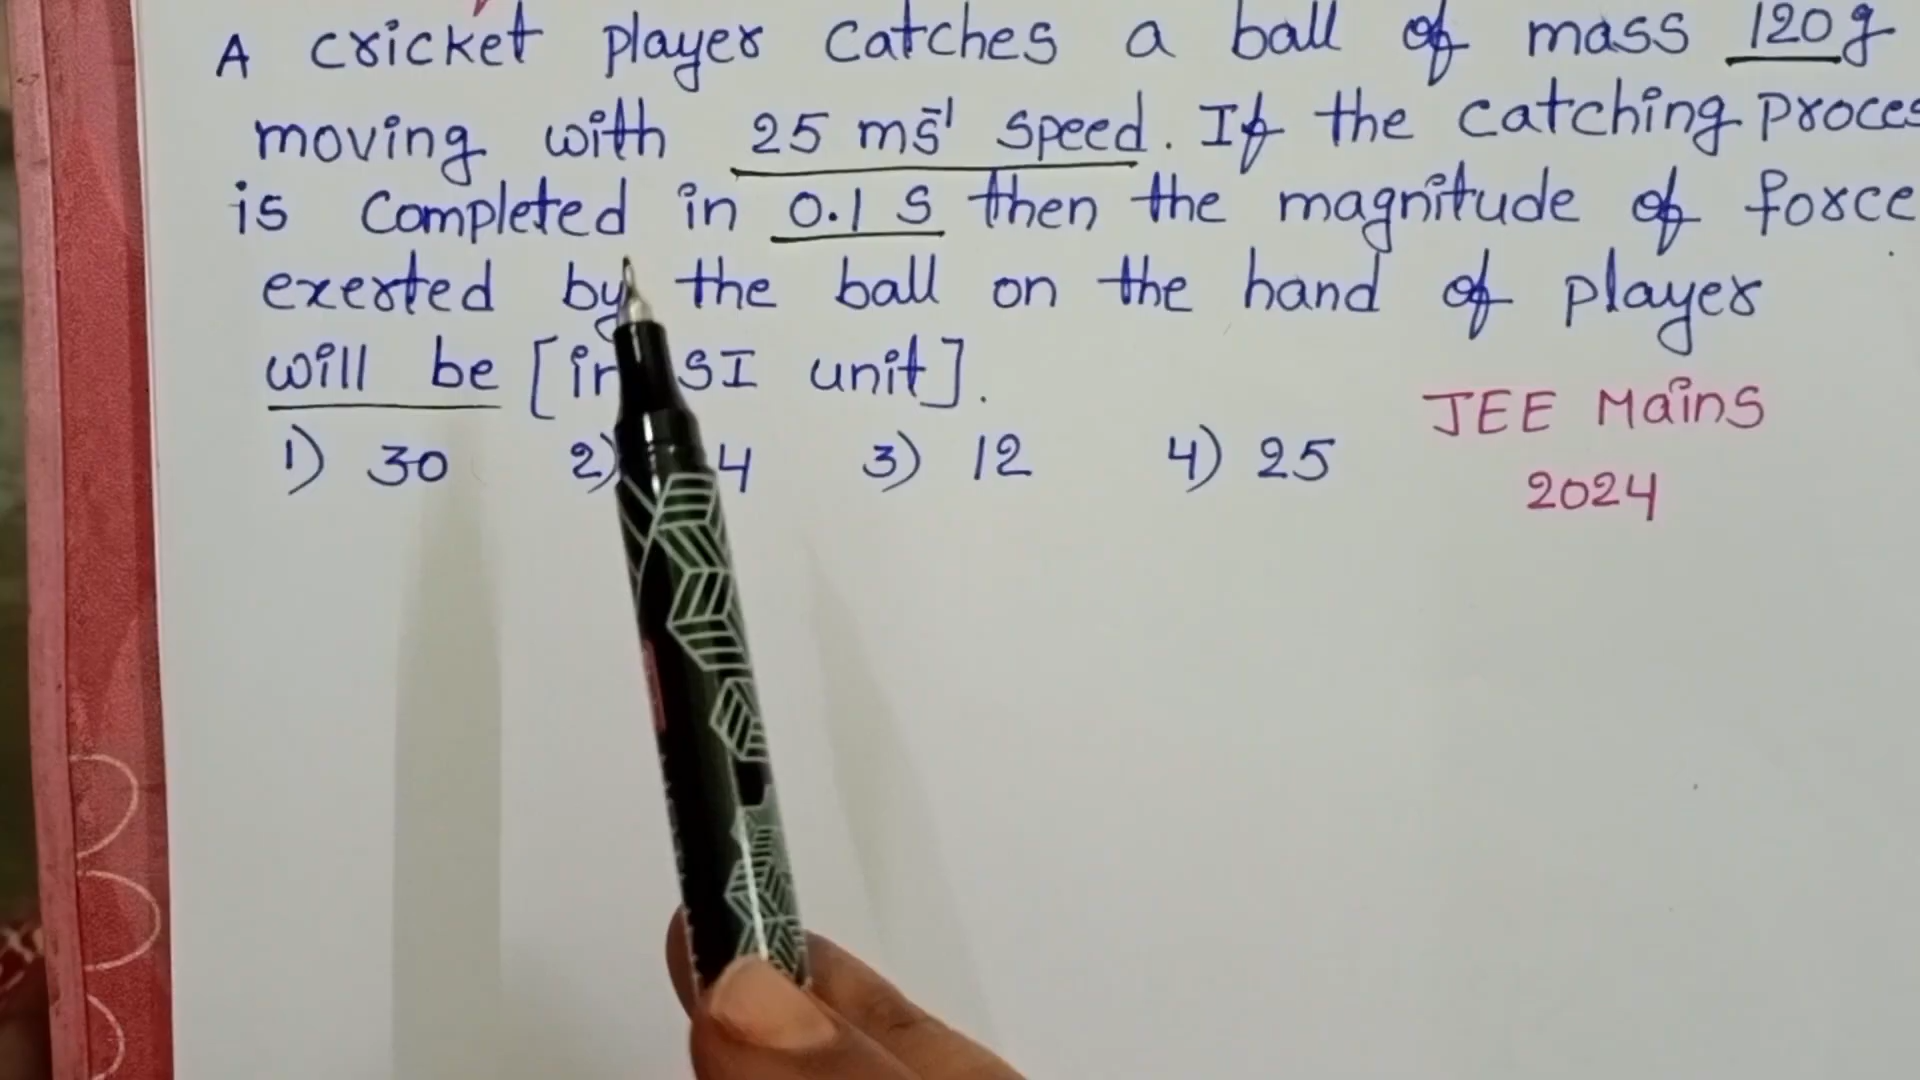 A cricket player catches a ball of mass 120g
moving with 25 ms⁻¹ speed. If the catching proces
is completed in 0.1 s then the magnitude of force
exerted by the ball on the hand of player
will be [in SI unit].
1) 30 2) 4 3) 12 4) 25
JEE Mains
2024